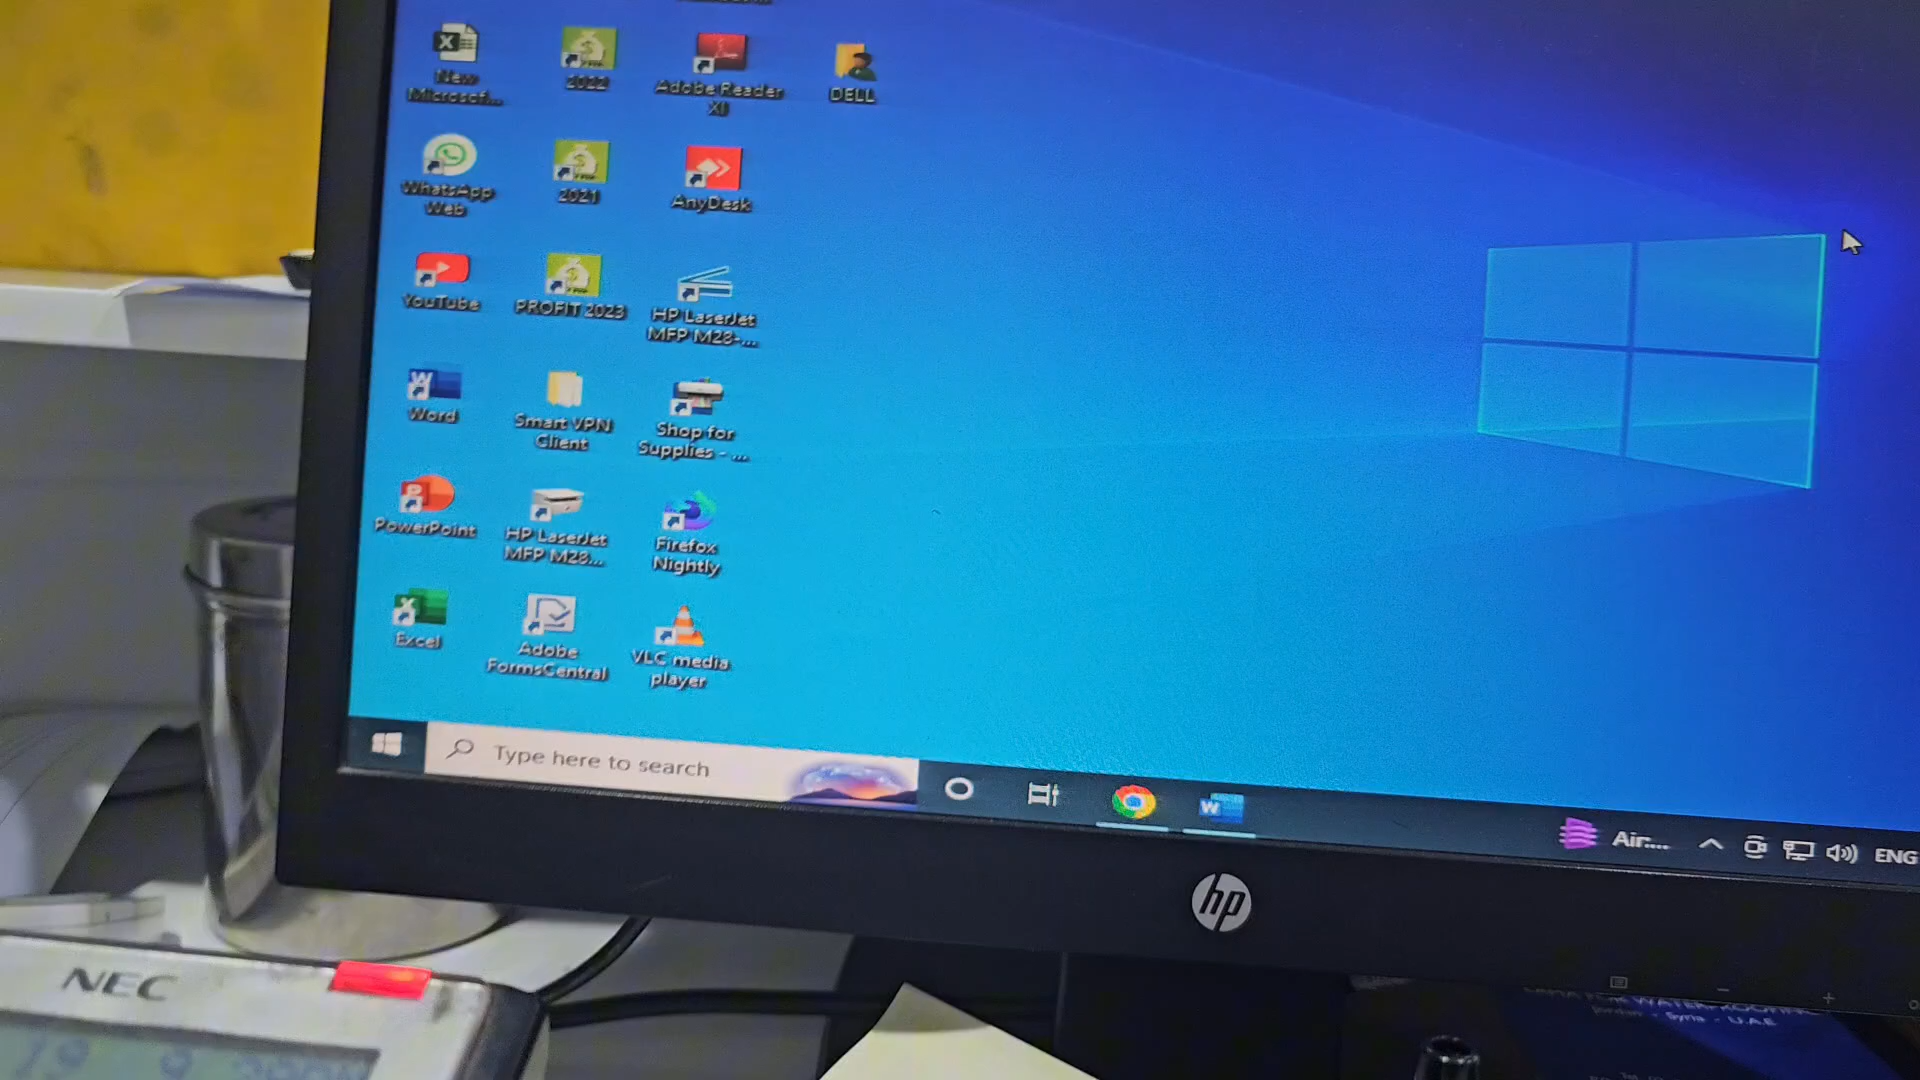 New
Microsof...
2022
Adobe Reader
XI
DELL
WhatsApp
Web
2021
AnyDesk
YouTube
PROFIT 2023
HP LaserJet
MFP M28-...
Word
Smart VPN
Client
Shop for
Supplies - ...
PowerPoint
HP LaserJet
MFP M28...
Firefox
Nightly
Excel
Adobe
FormsCentral
VLC media
player
Type here to search
Air....
ENG
hp
NEC
Jordan - Syria - U.A.E